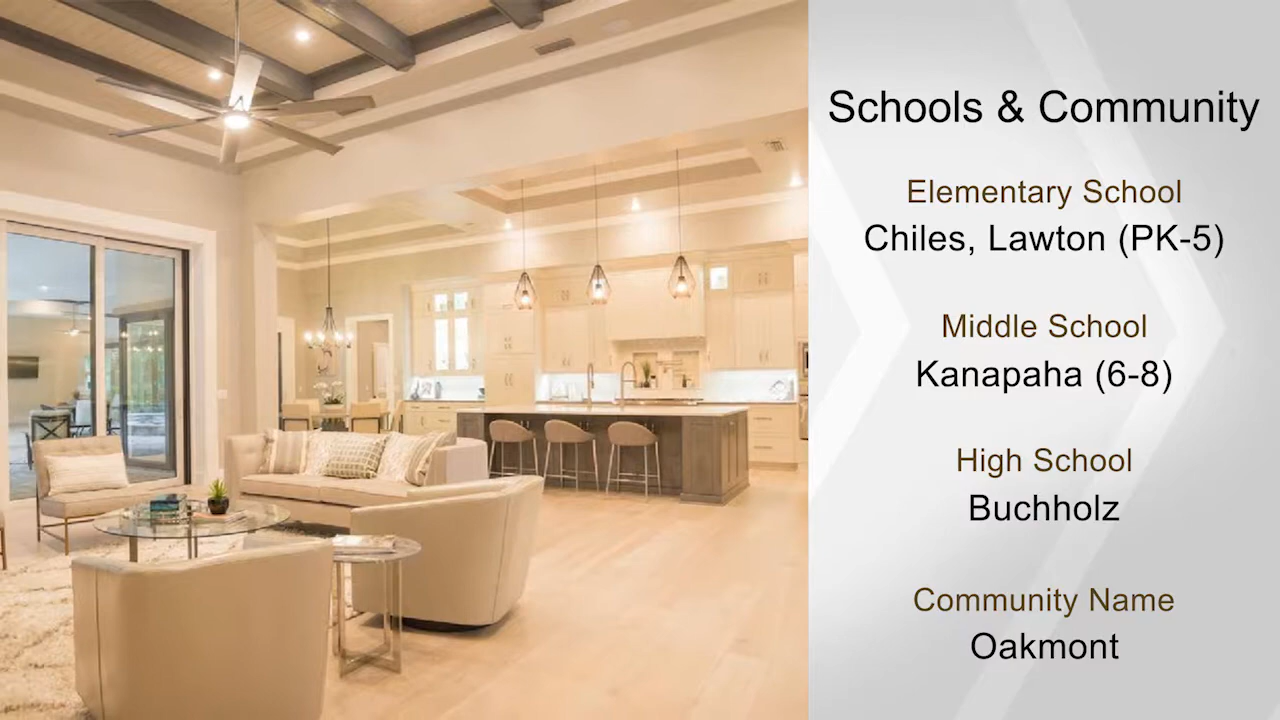 Schools & Community
Elementary School
Chiles, Lawton (PK-5)
Middle School
Kanapaha (6-8)
High School
Buchholz
Community Name
Oakmont